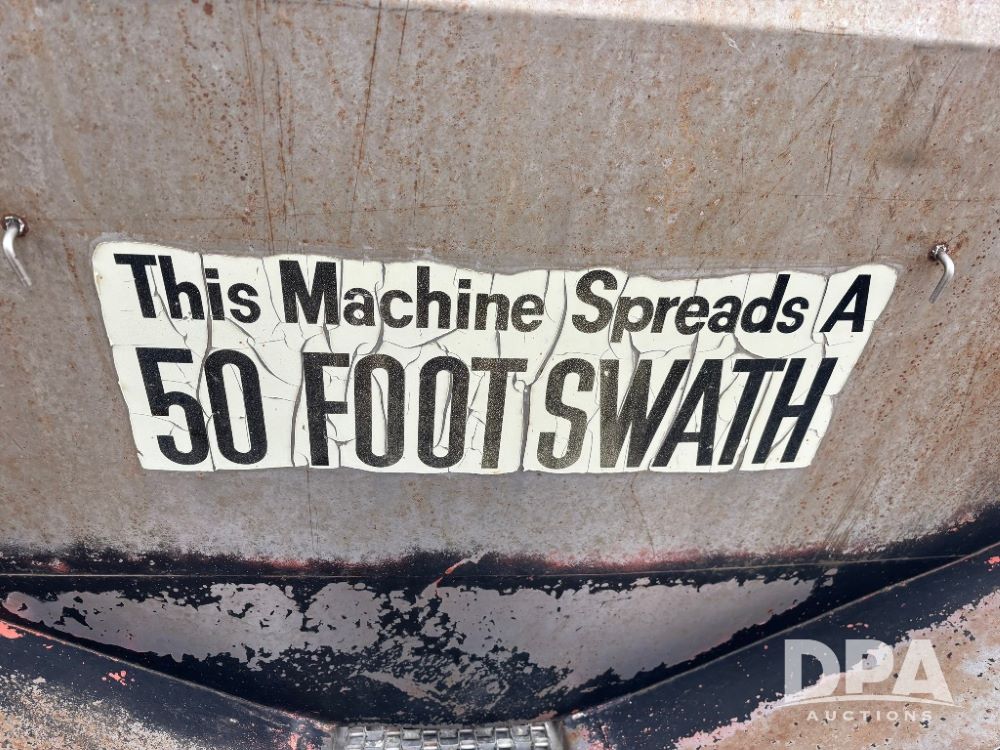 This Machine Spreads A
50 FOOT SWATH
DPA
AUCTIONS